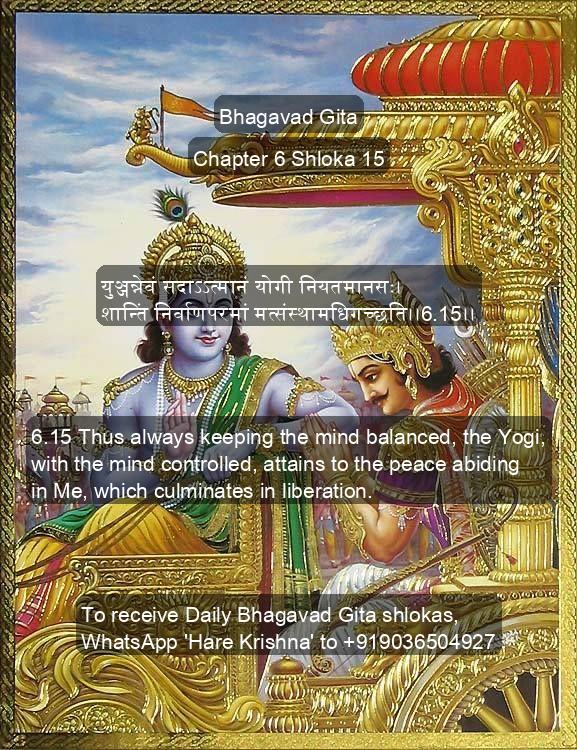 Bhagavad Gita
Chapter 6 Shloka 15
युञ्जन्नेवं सदाऽऽत्मानं योगी नियतमानसः।
शान्तिं निर्वाणपरमां मत्संस्थामधिगच्छति।।6.15।।
6.15 Thus always keeping the mind balanced, the Yogi,
with the mind controlled, attains to the peace abiding
in Me, which culminates in liberation.
To receive Daily Bhagavad Gita shlokas,
WhatsApp 'Hare Krishna' to +919036504927